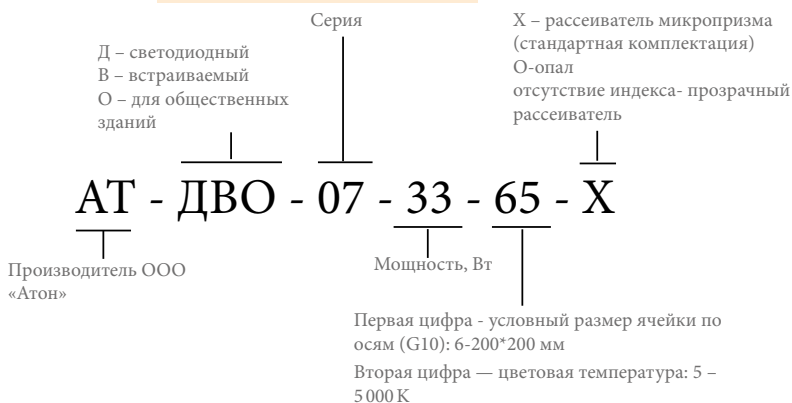 Серия
Х – рассеиватель микропризма
(стандартная комплектация)
О-опал
отсутствие индекса- прозрачный
рассеиватель
Д – светодиодный
В – встраиваемый
О – для общественных
зданий
АТ - ДВО - 07 - 33 - 65 - Х
Производитель ООО
«Атон»
Мощность, Вт
Первая цифра - условный размер ячейки по
осям (G10): 6-200*200 мм
Вторая цифра — цветовая температура: 5 –
5 000 К